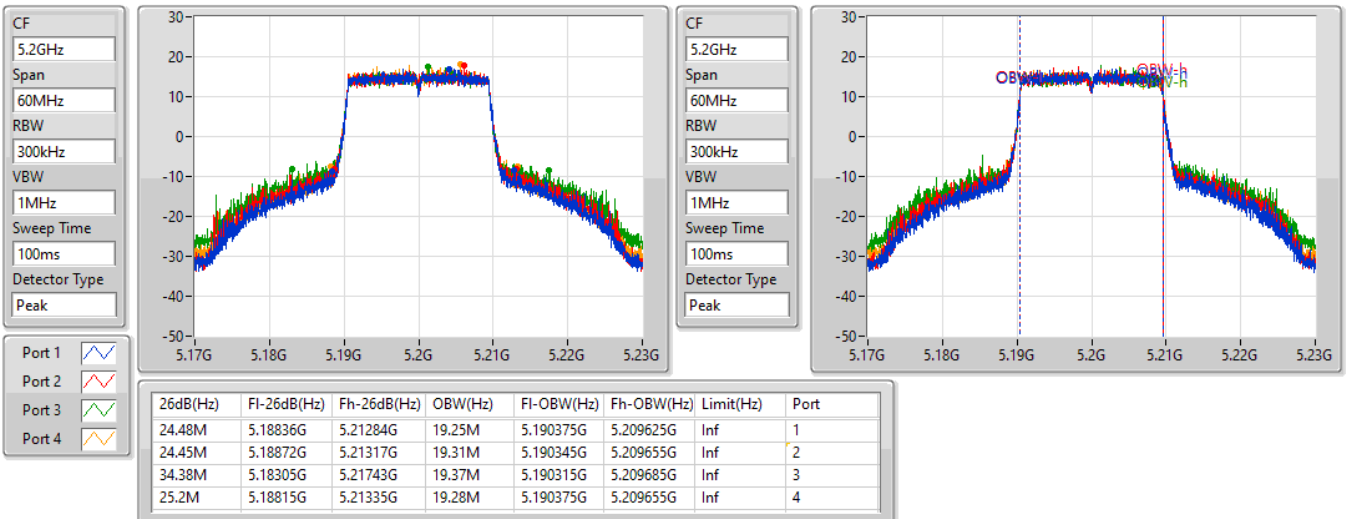 CF
5.2GHz
Span
60MHz
RBW
300kHz
VBW
1MHz
Sweep Time
100ms
Detector Type
Peak
30
20
10
0
-10
-20
-30
-40
-50
5.17G 5.18G 5.19G 5.2G 5.21G 5.22G 5.23G
CF
5.2GHz
Span
60MHz
RBW
300kHz
VBW
1MHz
Sweep Time
100ms
Detector Type
Peak
30
20
10
0
-10
-20
-30
-40
-50
OBW-h
5.17G 5.18G 5.19G 5.2G 5.21G 5.22G 5.23G
Port 1
Port 2
Port 3
Port 4
26dB(Hz) Fl-26dB(Hz) Fh-26dB(Hz) OBW(Hz) Fl-OBW(Hz) Fh-OBW(Hz) Limit(Hz) Port
24.48M 5.18836G 5.21284G 19.25M 5.190375G 5.209625G Inf 1
24.45M 5.18872G 5.21317G 19.31M 5.190345G 5.209655G Inf 2
34.38M 5.18305G 5.21743G 19.37M 5.190315G 5.209685G Inf 3
25.2M 5.18815G 5.21335G 19.28M 5.190375G 5.209655G Inf 4